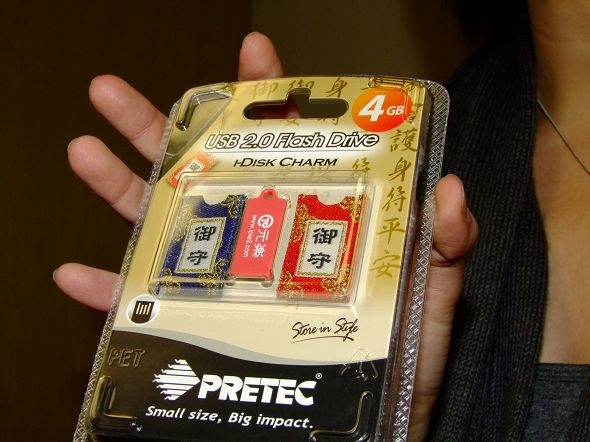 4GB
USB 2.0 Flash Drive
i-DISK CHARM
御守
元樂
御守
護身符平安
Store in Style
PET
PRETEC
Small size, Big impact.